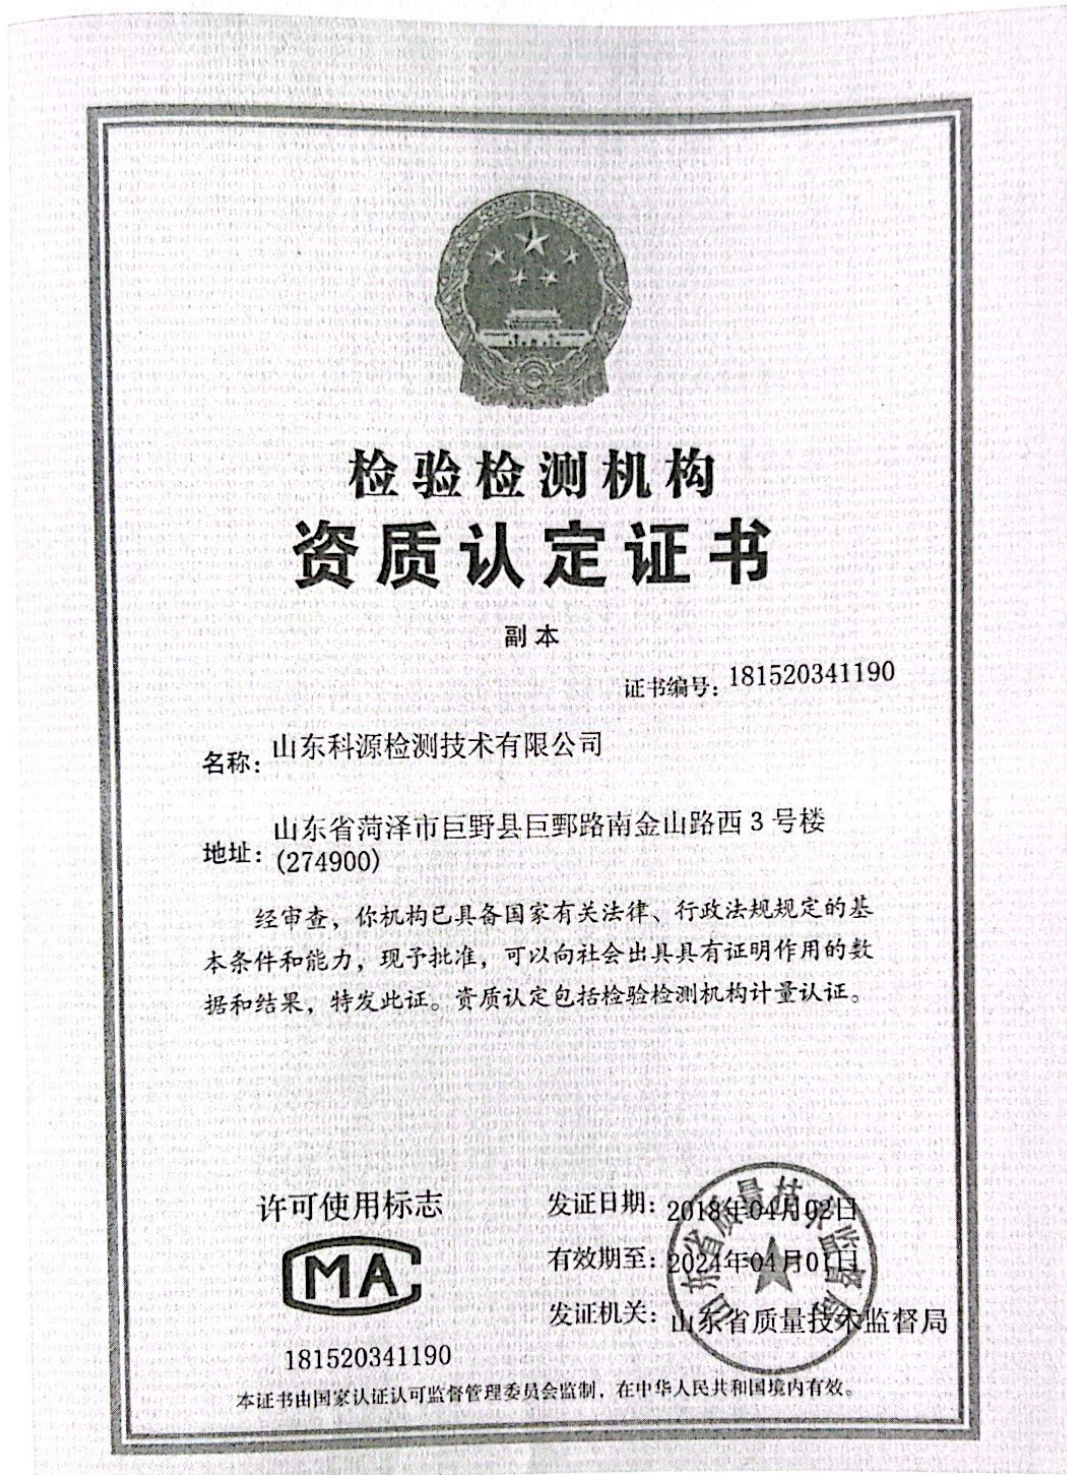 检验检测机构
资质认定证书
副本
证书编号：181520341190
名称：山东科源检测技术有限公司
地址：山东省菏泽市巨野县巨鄄路南金山路西3号楼
(274900)
经审查，你机构已具备国家有关法律、行政法规规定的基
本条件和能力，现予批准，可以向社会出具具有证明作用的数
据和结果，特发此证。资质认定包括检验检测机构计量认证。
许可使用标志
MA
181520341190
发证日期：2018年04月02日
有效期至：2024年04月01日
发证机关：山东省质量技术监督局
山东省质量技术监督局
本证书由国家认证认可监督管理委员会监制，在中华人民共和国境内有效。